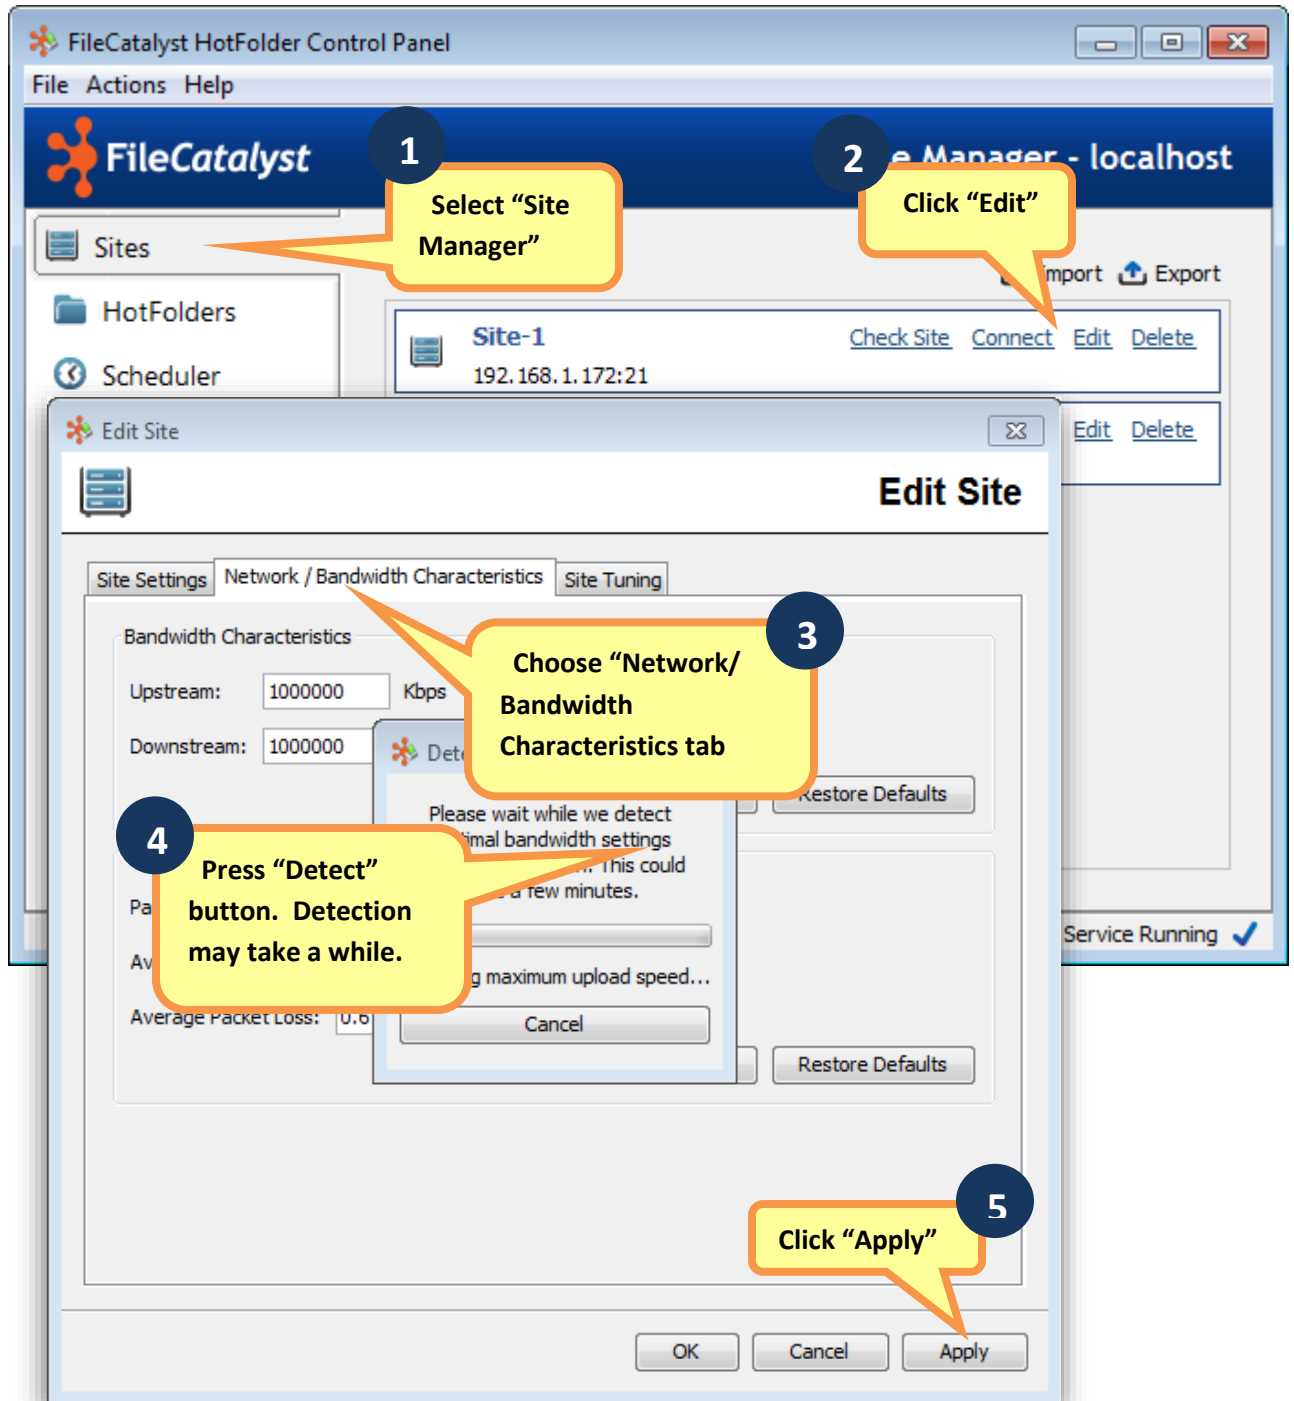 FileCatalyst HotFolder Control Panel
File Actions Help
FileCatalyst
1
2
Manager - localhost
Select “Site
Manager”
Click “Edit”
Sites
Export
HotFolders
Site-1
Check Site Connect Edit Delete
192.168.1.172:21
Scheduler
Edit Site
Edit Delete
Edit Site
Site Settings Network / Bandwidth Characteristics Site Tuning
Bandwidth Characteristics
3
Choose “Network/
Bandwidth
Characteristics tab
Upstream: 1000000 Kbps
Downstream: 1000000
Restore Defaults
Please wait while we detect
bandwidth settings
This could
a few minutes.
4
Press “Detect”
button. Detection
may take a while.
Service Running
maximum upload speed...
Average Packet Loss:
Cancel
Restore Defaults
5
Click “Apply”
OK Cancel Apply